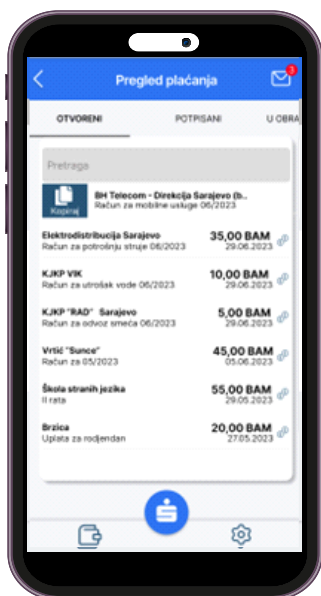 3
Pregled plaćanja
OTVORENI POTPISANI U OBRA
Pretraga
Kopiraj
BH Telecom - Direkcija Sarajevo (b..
Račun za mobilne usluge 06/2023
Elektrodistribucija Sarajevo 35,00 BAM
Račun za potrošnju struje 06/2023 29.06.2023
KJKP VIK 10,00 BAM
Račun za utrošak vode 06/2023 29.06.2023
KJKP "RAD" Sarajevo 5,00 BAM
Račun za odvoz smeća 06/2023 29.06.2023
Vrtić "Sunce" 45,00 BAM
Račun za 05/2023 05.06.2023
Škola stranih jezika 55,00 BAM
II rata 29.05.2023
Brzica 20,00 BAM
Uplata za rodjendan 27.05.2023